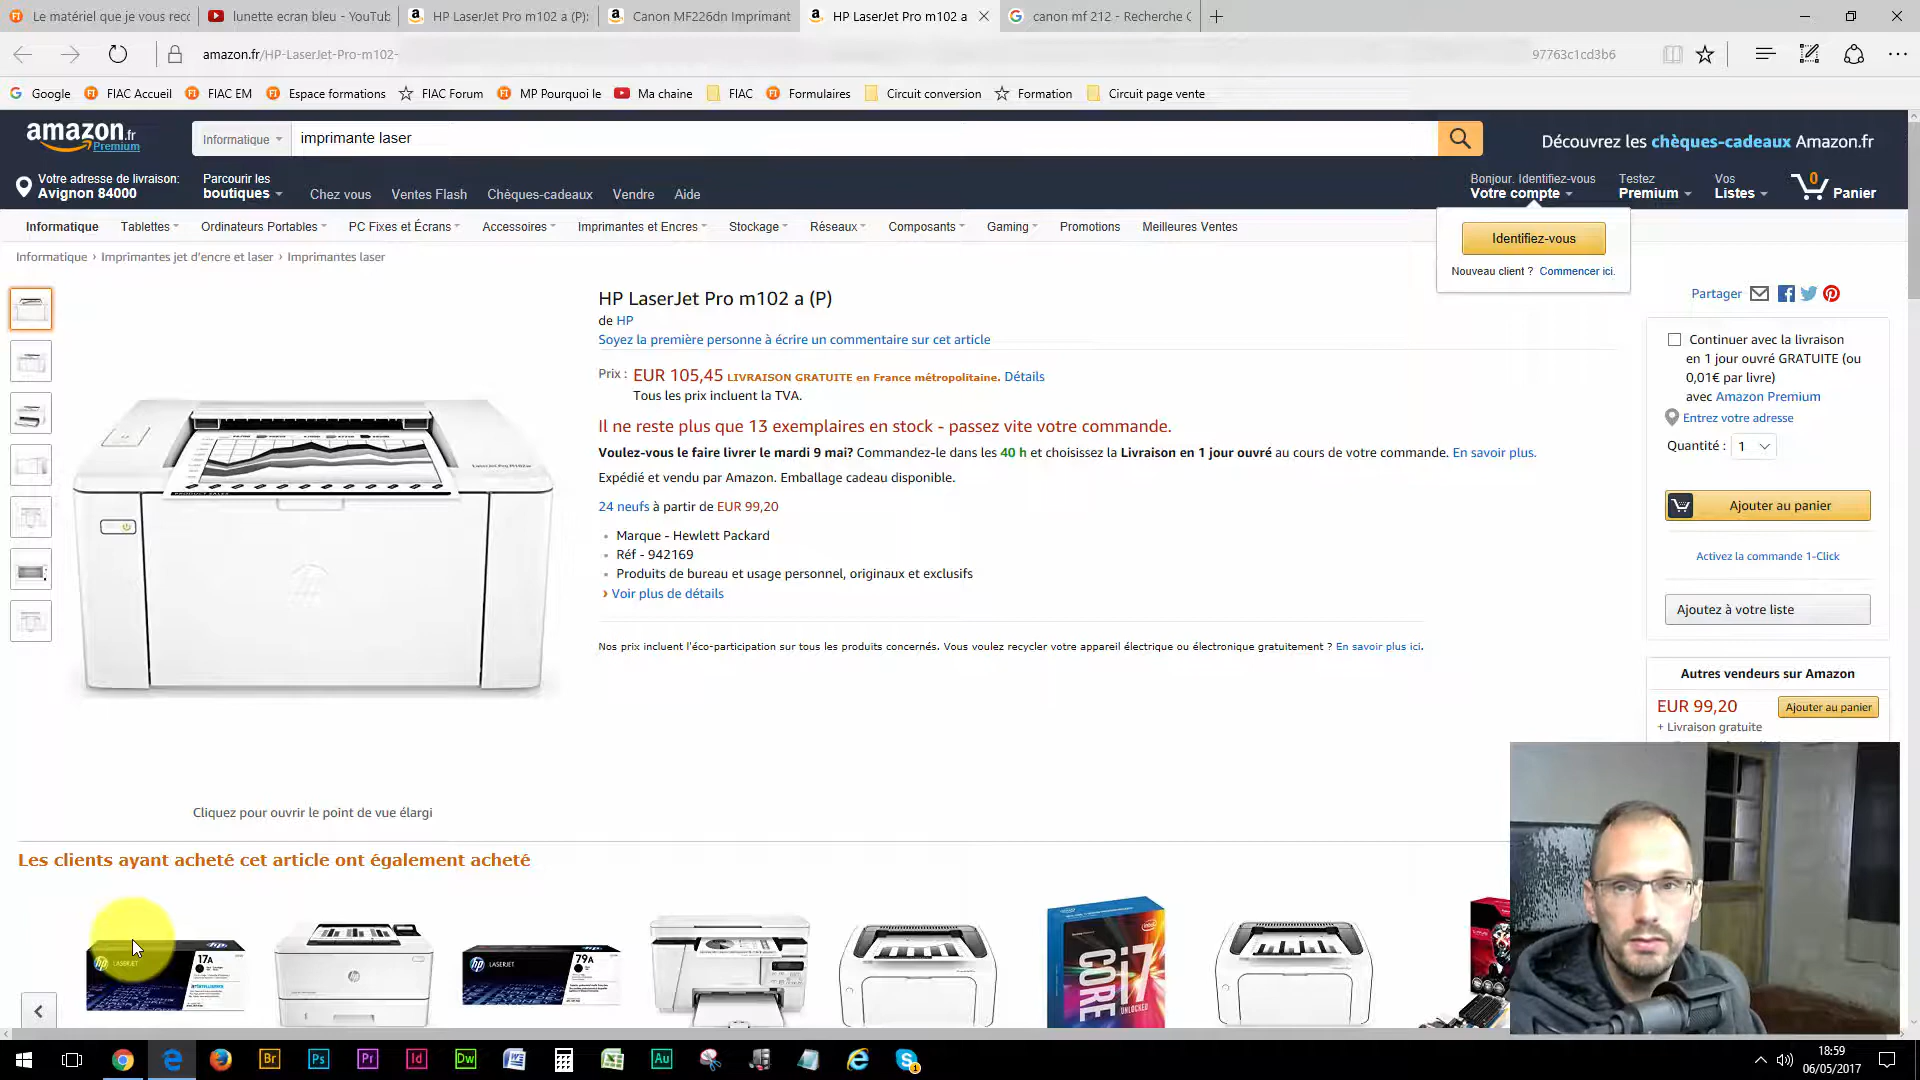 Le matériel que je vous reco
lunette ecran bleu - YouTub
HP LaserJet Pro m102 a (P):
Canon MF226dn Imprimant
HP LaserJet Pro m102 a
canon mf 212 - Recherche G
amazon.fr/HP-LaserJet-Pro-m102-
97763c1cd3b6
Google
FIAC Accueil
FIAC EM
Espace formations
FIAC Forum
MP Pourquoi le
Ma chaine
FIAC
Formulaires
Circuit conversion
Formation
Circuit page vente
amazon.fr
Premium
Informatique
imprimante laser
Découvrez les chèques-cadeaux Amazon.fr
Votre adresse de livraison:
Avignon 84000
Parcourir les
boutiques
Chez vous
Ventes Flash
Chèques-cadeaux
Vendre
Aide
Bonjour. Identifiez-vous
Votre compte
Testez
Premium
Vos
Listes
0
Panier
Informatique
Tablettes
Ordinateurs Portables
PC Fixes et Écrans
Accessoires
Imprimantes et Encres
Stockage
Réseaux
Composants
Gaming
Promotions
Meilleures Ventes
Identifiez-vous
Nouveau client ? Commencer ici.
Informatique › Imprimantes jet d'encre et laser › Imprimantes laser
HP LaserJet Pro m102 a (P)
de HP
Soyez la première personne à écrire un commentaire sur cet article
Prix : EUR 105,45 LIVRAISON GRATUITE en France métropolitaine. Détails
Tous les prix incluent la TVA.
Il ne reste plus que 13 exemplaires en stock - passez vite votre commande.
Voulez-vous le faire livrer le mardi 9 mai? Commandez-le dans les 40 h et choisissez la Livraison en 1 jour ouvré au cours de votre commande. En savoir plus.
Expédié et vendu par Amazon. Emballage cadeau disponible.
24 neufs à partir de EUR 99,20
Marque - Hewlett Packard
Réf - 942169
Produits de bureau et usage personnel, originaux et exclusifs
› Voir plus de détails
Nos prix incluent l'éco-participation sur tous les produits concernés. Vous voulez recycler votre appareil électrique ou électronique gratuitement ? En savoir plus ici.
PRODUCT SALES
Cliquez pour ouvrir le point de vue élargi
Partager
Continuer avec la livraison
en 1 jour ouvré GRATUITE (ou
0,01€ par livre)
avec Amazon Premium
Entrez votre adresse
Quantité : 1
Ajouter au panier
Activez la commande 1-Click
Ajoutez à votre liste
Autres vendeurs sur Amazon
EUR 99,20
Ajouter au panier
+ Livraison gratuite
Les clients ayant acheté cet article ont également acheté
hp
LASERJET
17A
hp
LASERJET
79A
hp
intel
CORE i7
UNLOCKED
Br
Ps
Pr
Id
Dw
Au
1
18:59
06/05/2017